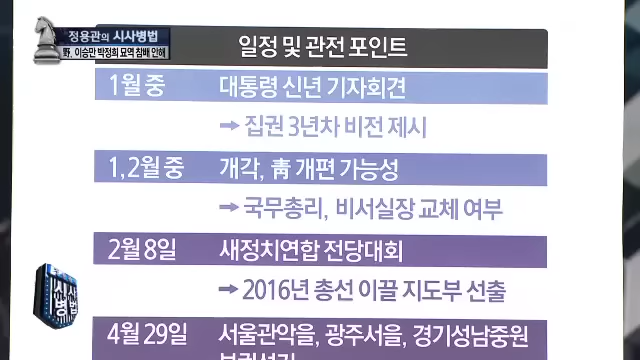 정용관의 시사병법
野, 이승만 박정희 묘역 참배 안해
일정 및 관전 포인트
1월 중 대통령 신년 기자회견
→ 집권 3년차 비전 제시
1, 2월 중 개각, 靑 개편 가능성
→ 국무총리, 비서실장 교체 여부
2월 8일 새정치연합 전당대회
→ 2016년 총선 이끌 지도부 선출
시사
병법
4월 29일 서울관악을, 광주서을, 경기성남중원